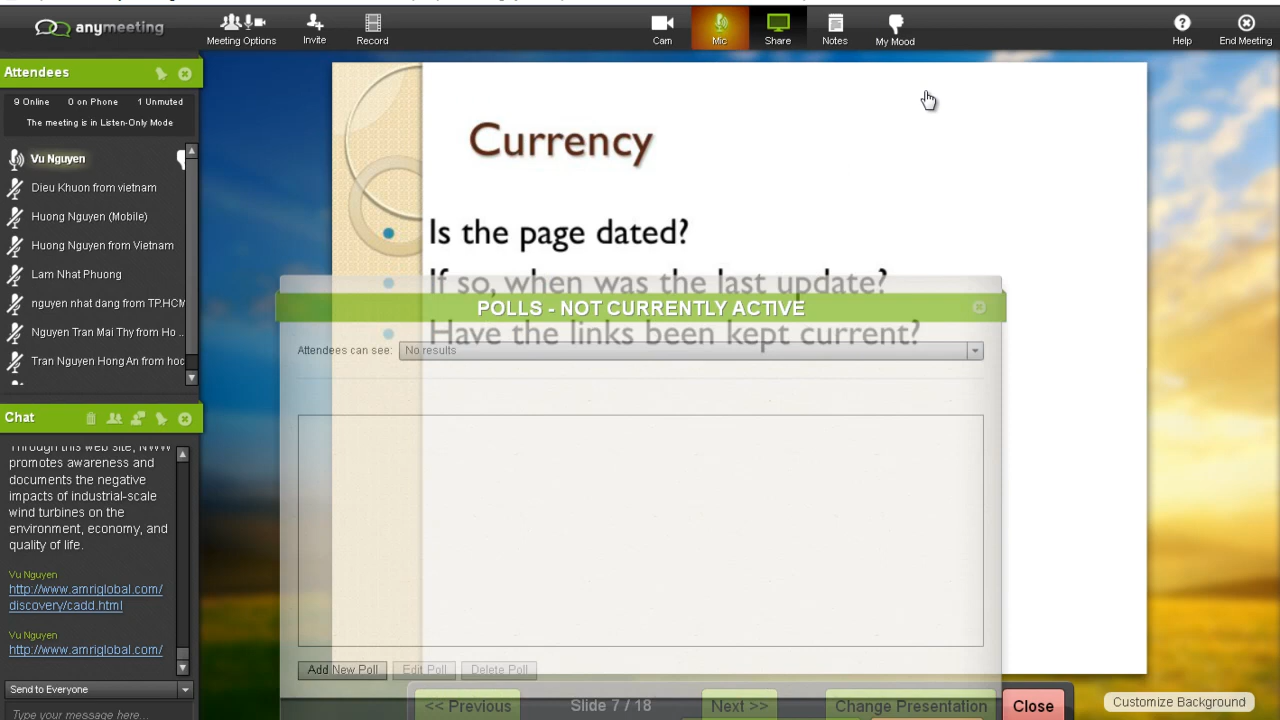 anymeeting
Meeting Options
Invite
Record
Cam
Mic
Share
Notes
My Mood
Help
End Meeting
Attendees
9 Online 0 on Phone 1 Unmuted
The meeting is in Listen-Only Mode
Vu Nguyen
Dieu Khuon from vietnam
Huong Nguyen (Mobile)
Huong Nguyen from Vietnam
Lam Nhat Phuong
nguyen nhat dang from TP.HCM
Nguyen Tran Mai Thy from Ho ..
Tran Nguyen Hong An from hoc
Chat
Through this web site, NWW
promotes awareness and
documents the negative
impacts of industrial-scale
wind turbines on the
environment, economy, and
quality of life.
Vu Nguyen
http://www.amriglobal.com/
discovery/cadd.html
Vu Nguyen
http://www.amriglobal.com/
Send to Everyone
Type your message here...
Currency
Is the page dated?
If so, when was the last update?
Have the links been kept current?
POLLS - NOT CURRENTLY ACTIVE
Attendees can see: No results
Add New Poll Edit Poll Delete Poll
<< Previous Slide 7 / 18 Next >> Change Presentation Close
Customize Background